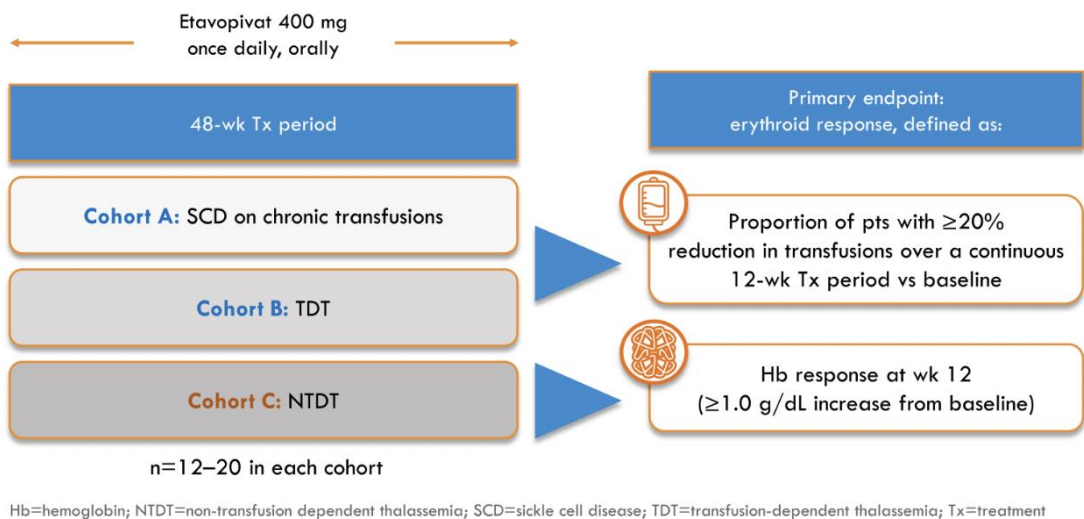 Etavopivat 400 mg
once daily, orally
48-wk Tx period
Cohort A: SCD on chronic transfusions
Cohort B: TDT
Cohort C: NTDT
n=12–20 in each cohort
Primary endpoint:
erythroid response, defined as:
Proportion of pts with ≥20%
reduction in transfusions over a continuous
12-wk Tx period vs baseline
Hb response at wk 12
(≥1.0 g/dL increase from baseline)
Hb=hemoglobin; NTDT=non-transfusion dependent thalassemia; SCD=sickle cell disease; TDT=transfusion-dependent thalassemia; Tx=treatment